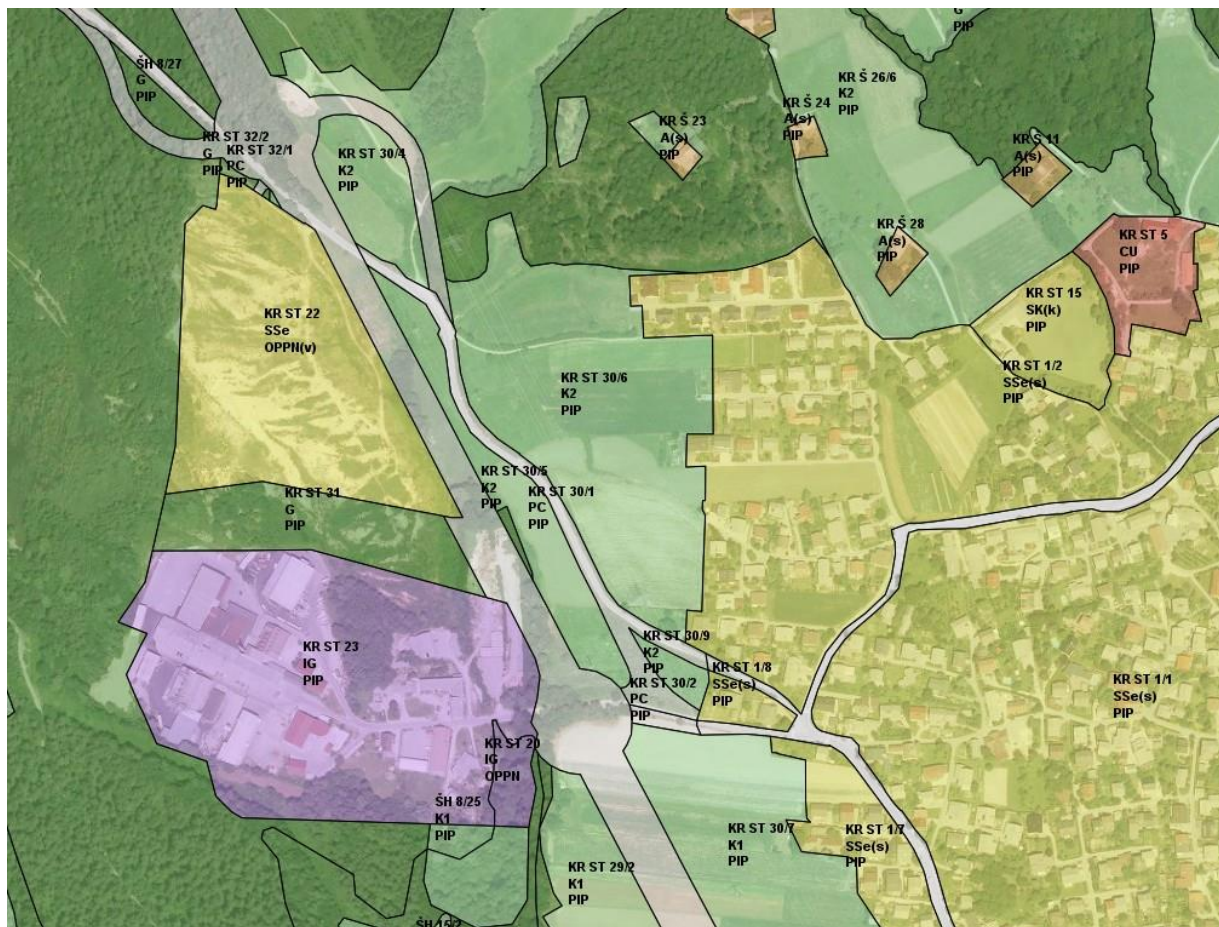 G
PIP
ŠH 8/27
G
PIP
KR Š 26/6
K2
PIP
KR Š 24
A(s)
PIP
KR Š 23
A(s)
PIP
KR ST 32/2
G
PIP
KR ST 32/1
PC
PIP
KR ST 30/4
K2
PIP
KR Š 11
A(s)
PIP
KR Š 28
A(s)
PIP
KR ST 5
CU
PIP
KR ST 15
SK(k)
PIP
KR ST 22
SSe
OPPN(v)
KR ST 1/2
SSe(s)
PIP
KR ST 30/6
K2
PIP
KR ST 30/5
K2
PIP
KR ST 30/1
PC
PIP
KR ST 31
G
PIP
KR ST 23
IG
PIP
KR ST 30/9
K2
PIP
KR ST 30/2
PC
PIP
KR ST 1/8
SSe(s)
PIP
KR ST 1/1
SSe(s)
PIP
KR ST 20
IG
OPPN
ŠH 8/25
K1
PIP
KR ST 30/7
K1
PIP
KR ST 1/7
SSe(s)
PIP
KR ST 29/2
K1
PIP
ŠH 15/2